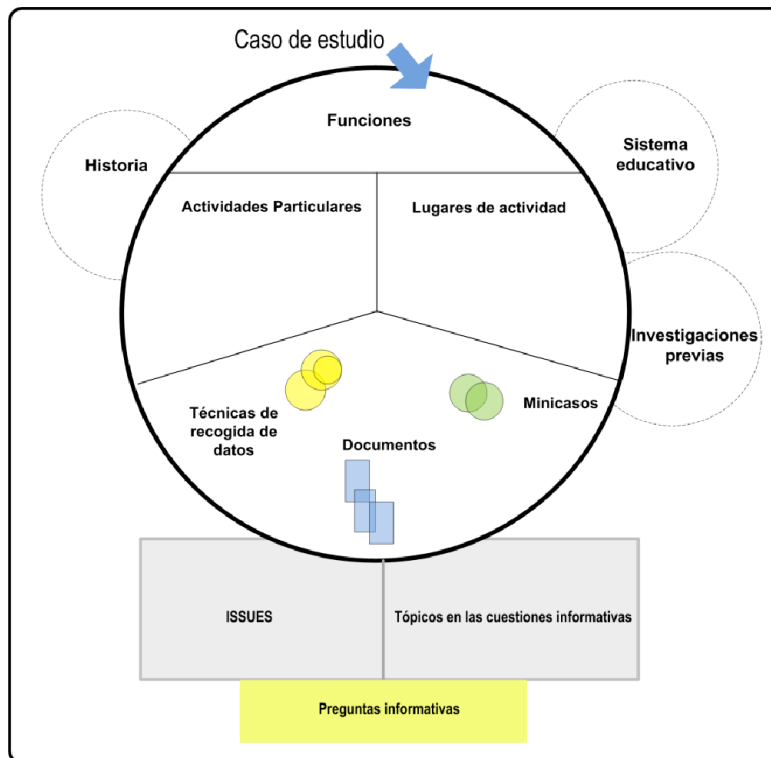 Caso de estudio
Funciones
Historia
Sistema
educativo
Actividades Particulares
Lugares de actividad
Investigaciones
previas
Técnicas de
recogida de
datos
Minicasos
Documentos
ISSUES
Tópicos en las cuestiones informativas
Preguntas informativas